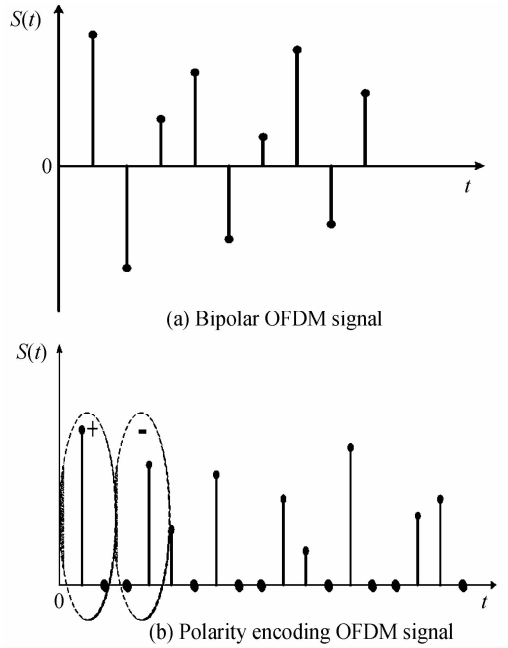 S(t)
0
t
(a) Bipolar OFDM signal
S(t)
+ -
0
t
(b) Polarity encoding OFDM signal